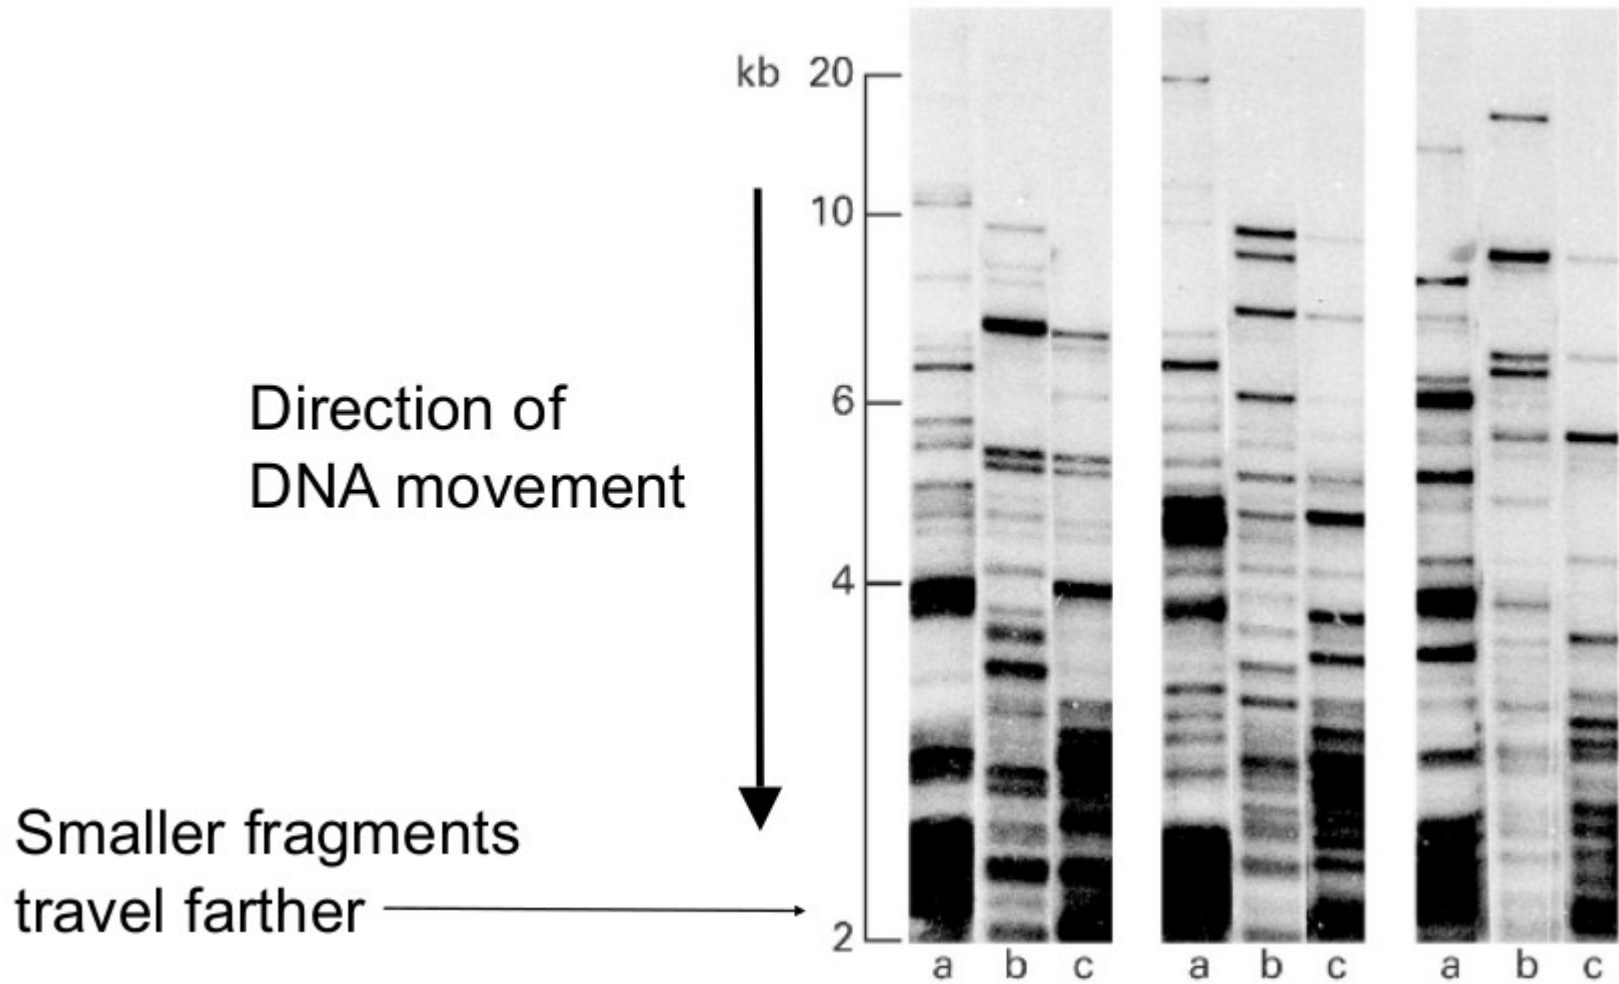 kb 20
10
Direction of
DNA movement
6
4
Smaller fragments
travel farther
2
a b c a b c a b c